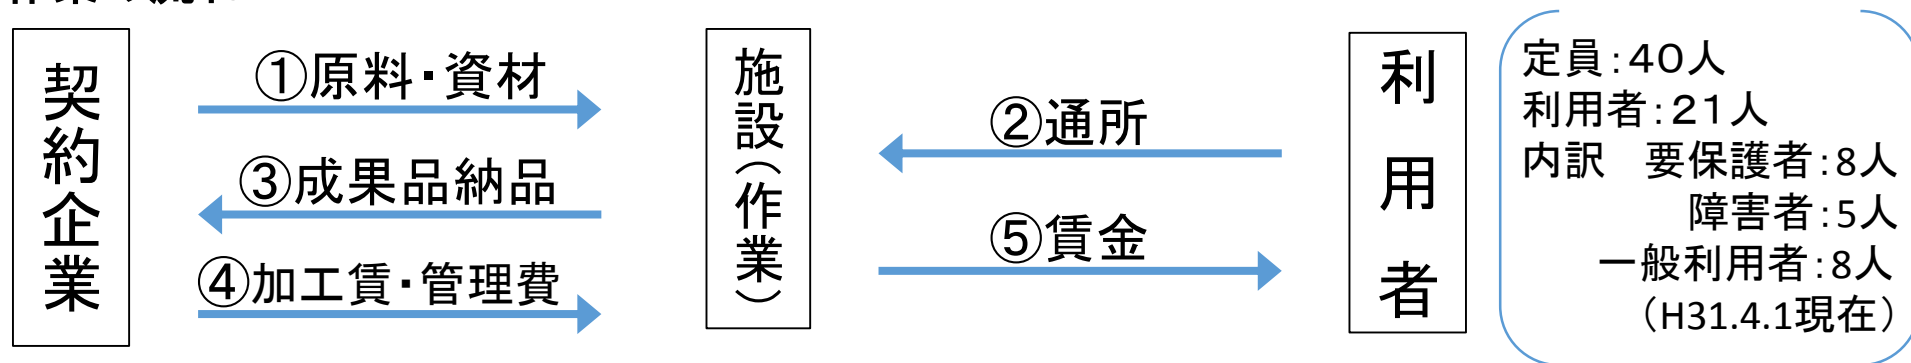 契約企業
①原料・資材
③成果品納品
④加工賃・管理費
施設(作業)
②通所
⑤賃金
利用者
定員:40人
利用者:21人
内訳 要保護者:8人
障害者:5人
一般利用者:8人
(H31.4.1現在)